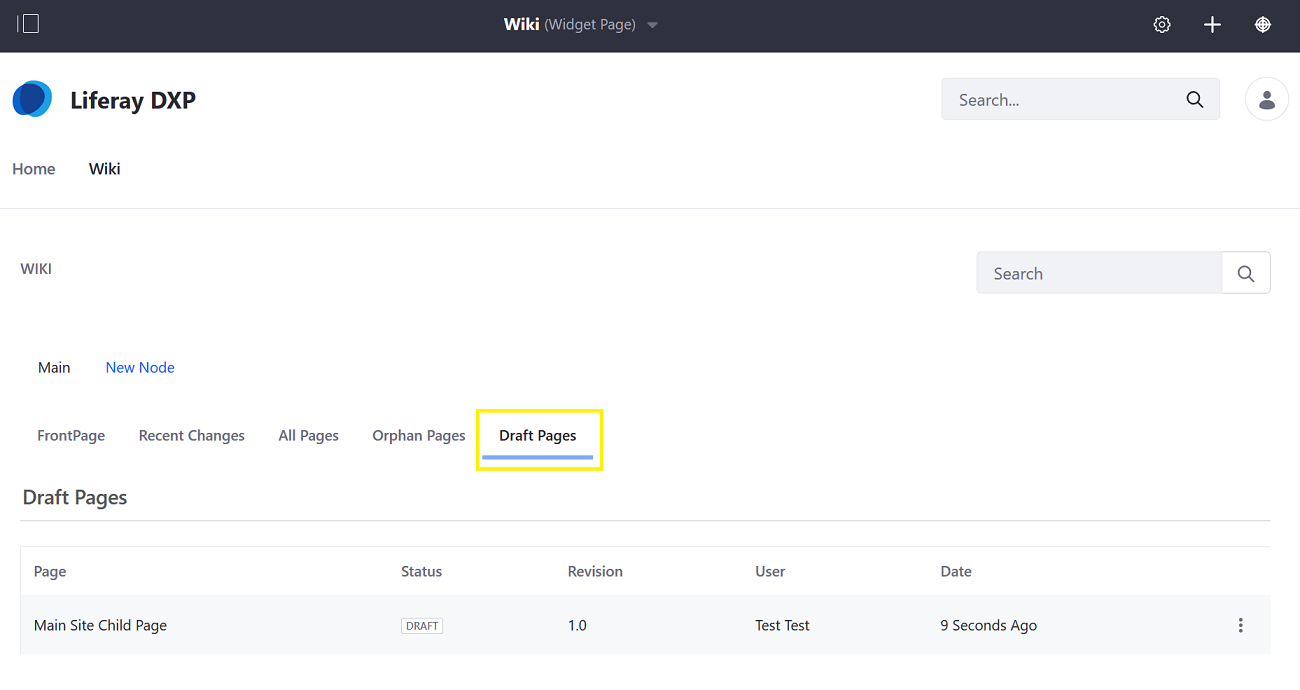 Wiki (Widget Page)
Liferay DXP
Search...
Home Wiki
WIKI
Search
Main New Node
FrontPage Recent Changes All Pages Orphan Pages Draft Pages
Draft Pages
Page Status Revision User Date
Main Site Child Page DRAFT 1.0 Test Test 9 Seconds Ago